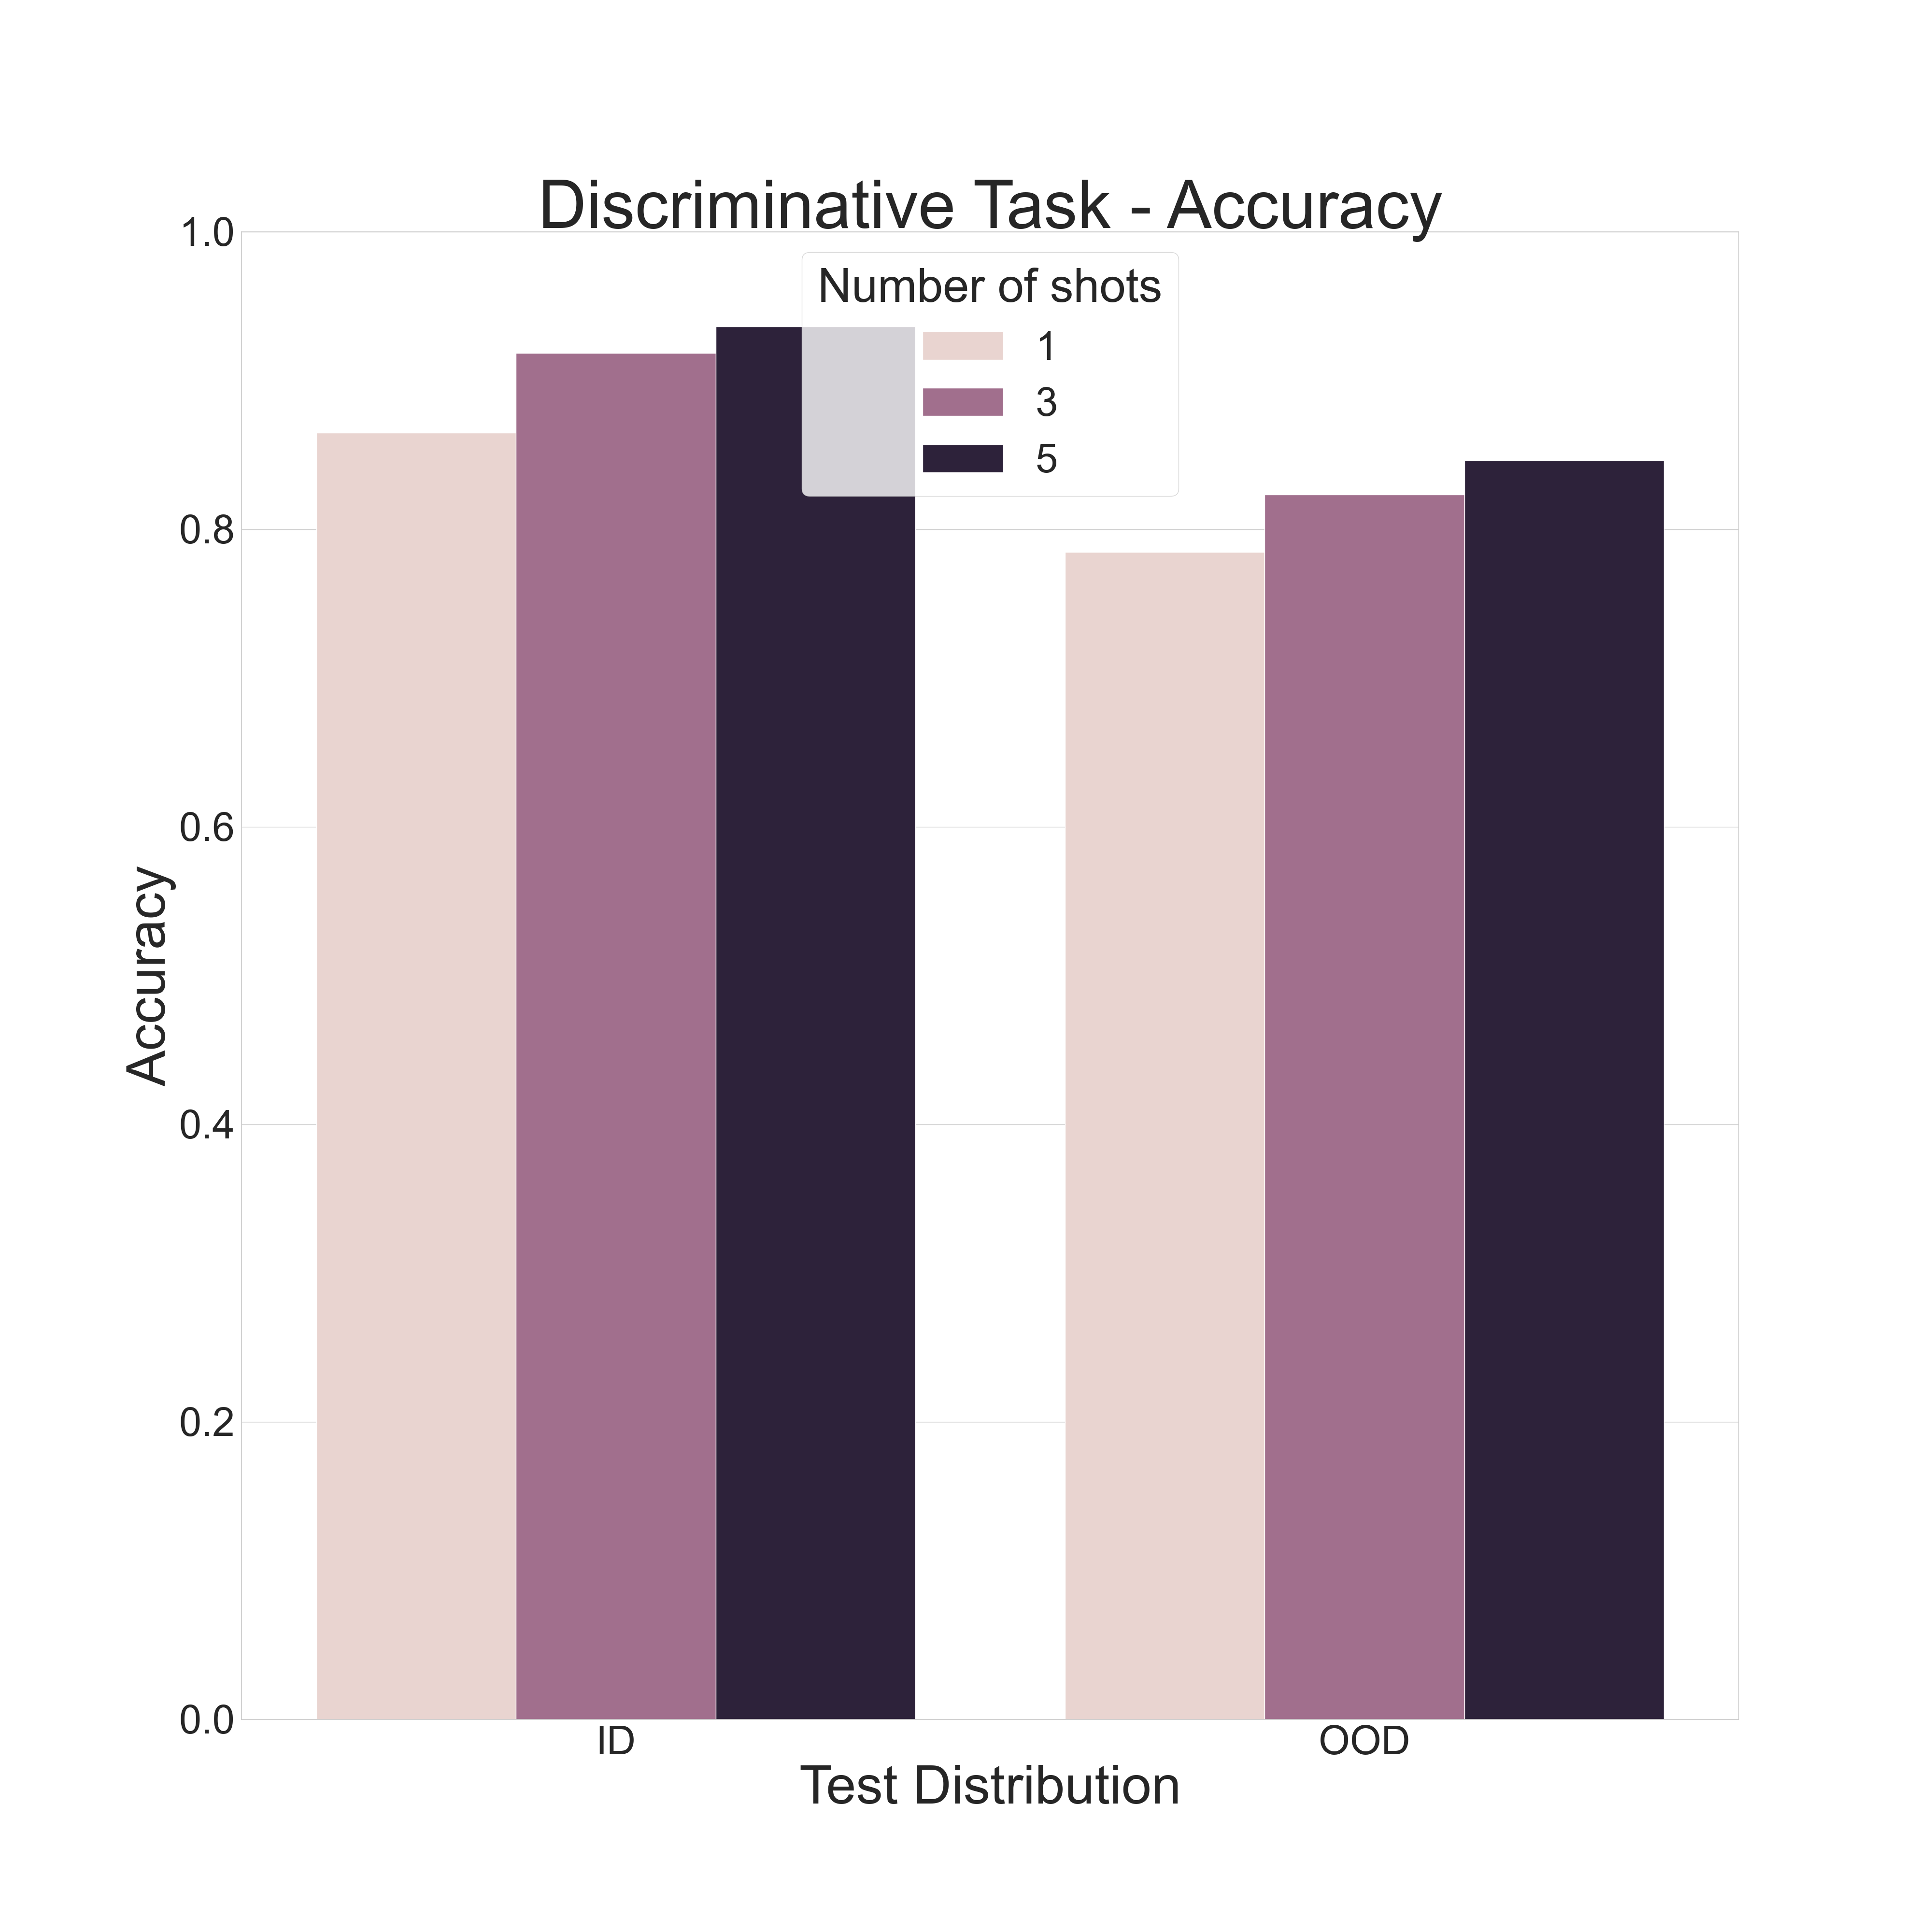 Discriminative Task - Accuracy
Number of shots
1
3
5
1.0
0.8
0.6
0.4
0.2
0.0
Accuracy
ID
OOD
Test Distribution